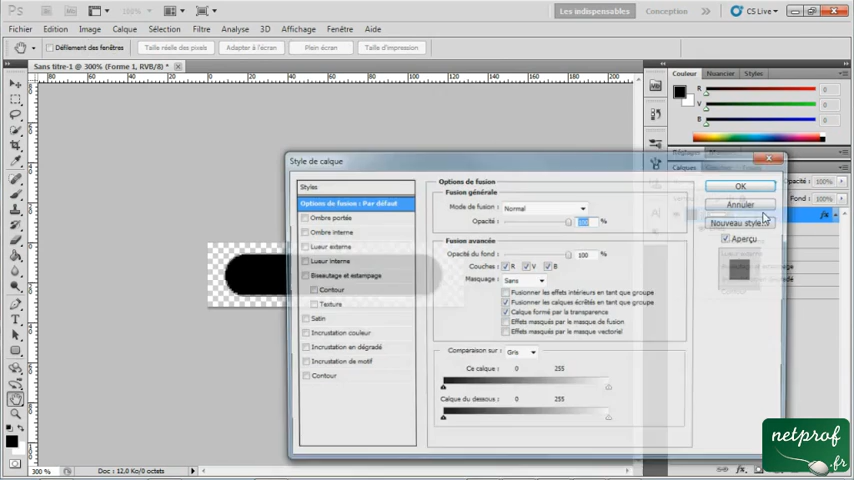 Ps 100%
Les indispensables Conception CS Live
Fichier Edition Image Calque Sélection Filtre Analyse 3D Affichage Fenêtre Aide
Défilement des fenêtres Taille réelle des pixels Adapter à l'écran Plein écran Taille d'impression
Sans titre-1 @ 300% (Forme 1, RVB/8) *
Couleur Nuancier Styles
R 0
V 0
B 0
Opacité : 100%
Fond : 100%
fx
Style de calque
Styles
Options de fusion : Par défaut
Ombre portée
Ombre interne
Lueur externe
Lueur interne
Biseautage et estampage
Contour
Texture
Satin
Incrustation couleur
Incrustation en dégradé
Incrustation de motif
Contour
Options de fusion
Fusion générale
Mode de fusion : Normal
Opacité : 100 %
Fusion avancée
Opacité du fond : 100 %
Couches : R V B
Masquage : Sans
Fusionner les effets intérieurs en tant que groupe
Fusionner les calques écrêtés en tant que groupe
Calque formé par la transparence
Effets masqués par le masque de fusion
Effets masqués par le masque vectoriel
Comparaison sur : Gris
Ce calque : 0 255
Calque du dessous : 0 255
OK
Annuler
Nouveau style...
Aperçu
300 % Doc : 12,0 Ko/0 octets
netprof
.fr